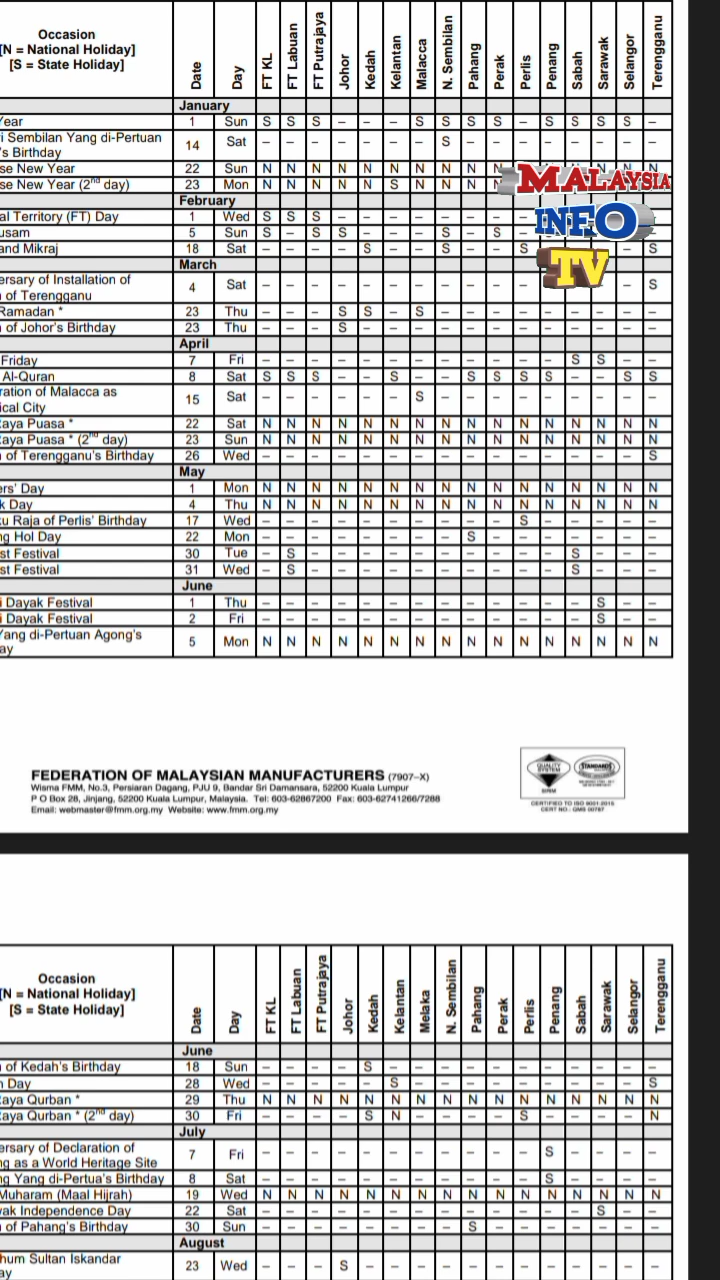 Occasion
[N = National Holiday]
[S = State Holiday]
Date Day FT KL FT Labuan FT Putrajaya Johor Kedah Kelantan Malacca N. Sembilan Pahang Perak Perlis Penang Sabah Sarawak Selangor Terengganu
January
Year 1 Sun S S S – – – S S S S – S S S S –
i Sembilan Yang di-Pertuan
's Birthday 14 Sat – – – – – – – S – –
se New Year 22 Sun N N N N N N N N N N
se New Year (2nd day) 23 Mon N N N N N S N N N N
MALAYSIA
INFO
TV
February
al Territory (FT) Day 1 Wed S S S – – – – – – –
usam 5 Sun S – S S – – – S – S –
and Mikraj 18 Sat – – – – S – – S – – S S
March
ersary of Installation of
n of Terengganu 4 Sat – – – – – – – – – – – S
Ramadan * 23 Thu – – – S S – S – – – – – – – – –
n of Johor's Birthday 23 Thu – – – S – – – – – – – – – – – –
April
Friday 7 Fri – – – – – – – – – – – – S S – –
Al-Quran 8 Sat S S S – – S – – S S S S – – S S
ration of Malacca as
ical City 15 Sat – – – – – – S – – – – – – – – –
aya Puasa * 22 Sat N N N N N N N N N N N N N N N N
aya Puasa * (2nd day) 23 Sun N N N N N N N N N N N N N N N N
n of Terengganu's Birthday 26 Wed – – – – – – – – – – – – – – – S
May
ers' Day 1 Mon N N N N N N N N N N N N N N N N
k Day 4 Thu N N N N N N N N N N N N N N N N
u Raja of Perlis' Birthday 17 Wed – – – – – – – – – – S – – – – –
ng Hol Day 22 Mon – – – – – – – – S – – – – – – –
st Festival 30 Tue – S – – – – – – – – – – S – – –
st Festival 31 Wed – S – – – – – – – – – – S – – –
June
i Dayak Festival 1 Thu – – – – – – – – – – – – – S – –
i Dayak Festival 2 Fri – – – – – – – – – – – – – S – –
Yang di-Pertuan Agong's
ay 5 Mon N N N N N N N N N N N N N N N N
FEDERATION OF MALAYSIAN MANUFACTURERS (7907–X)
Wisma FMM, No.3, Persiaran Dagang, PJU 9, Bandar Sri Damansara, 52200 Kuala Lumpur
P O Box 28, Jinjang, 52200 Kuala Lumpur, Malaysia. Tel: 603-62867200 Fax: 603-62741266/7288
Email: webmaster@fmm.org.my Website: www.fmm.org.my
QUALITY
SYSTEM
STANDARDS
CERTIFIED TO ISO 9001:2015
Occasion
[N = National Holiday]
[S = State Holiday]
Date Day FT KL FT Labuan FT Putrajaya Johor Kedah Kelantan Melaka N. Sembilan Pahang Perak Perlis Penang Sabah Sarawak Selangor Terengganu
June
n of Kedah's Birthday 18 Sun – – – – S – – – – – – – – – – –
h Day 28 Wed – – – – – S – – – – – – – – – S
aya Qurban * 29 Thu N N N N N N N N N N N N N N N N
aya Qurban * (2nd day) 30 Fri – – – – S N – – – – S – – – – N
July
ersary of Declaration of
ng as a World Heritage Site 7 Fri – – – – – – – – – – – S – – – –
ng Yang di-Pertua's Birthday 8 Sat – – – – – – – – – – – S – – – –
Muharam (Maal Hijrah) 19 Wed N N N N N N N N N N N N N N N N
ak Independence Day 22 Sat – – – – – – – – – – – – – S – –
n of Pahang's Birthday 30 Sun – – – – – – – – S – – – – – – –
August
hum Sultan Iskandar
ay 23 Wed – – – S – – – – – – – – – – – –